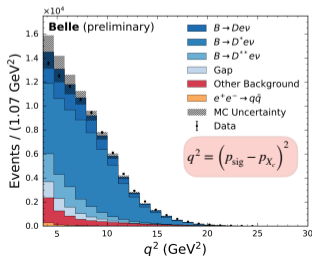 ×10⁴
Belle (preliminary)
B → Deν
B → D*eν
B → D**eν
Gap
Other Background
e⁺e⁻ → qq̄
MC Uncertainty
Data
q² = (p_sig − p_X_c)²
Events / (1.07 GeV²)
1.6
1.4
1.2
1.0
0.8
0.6
0.4
0.2
0.0
5 10 15 20 25 30
q² (GeV²)